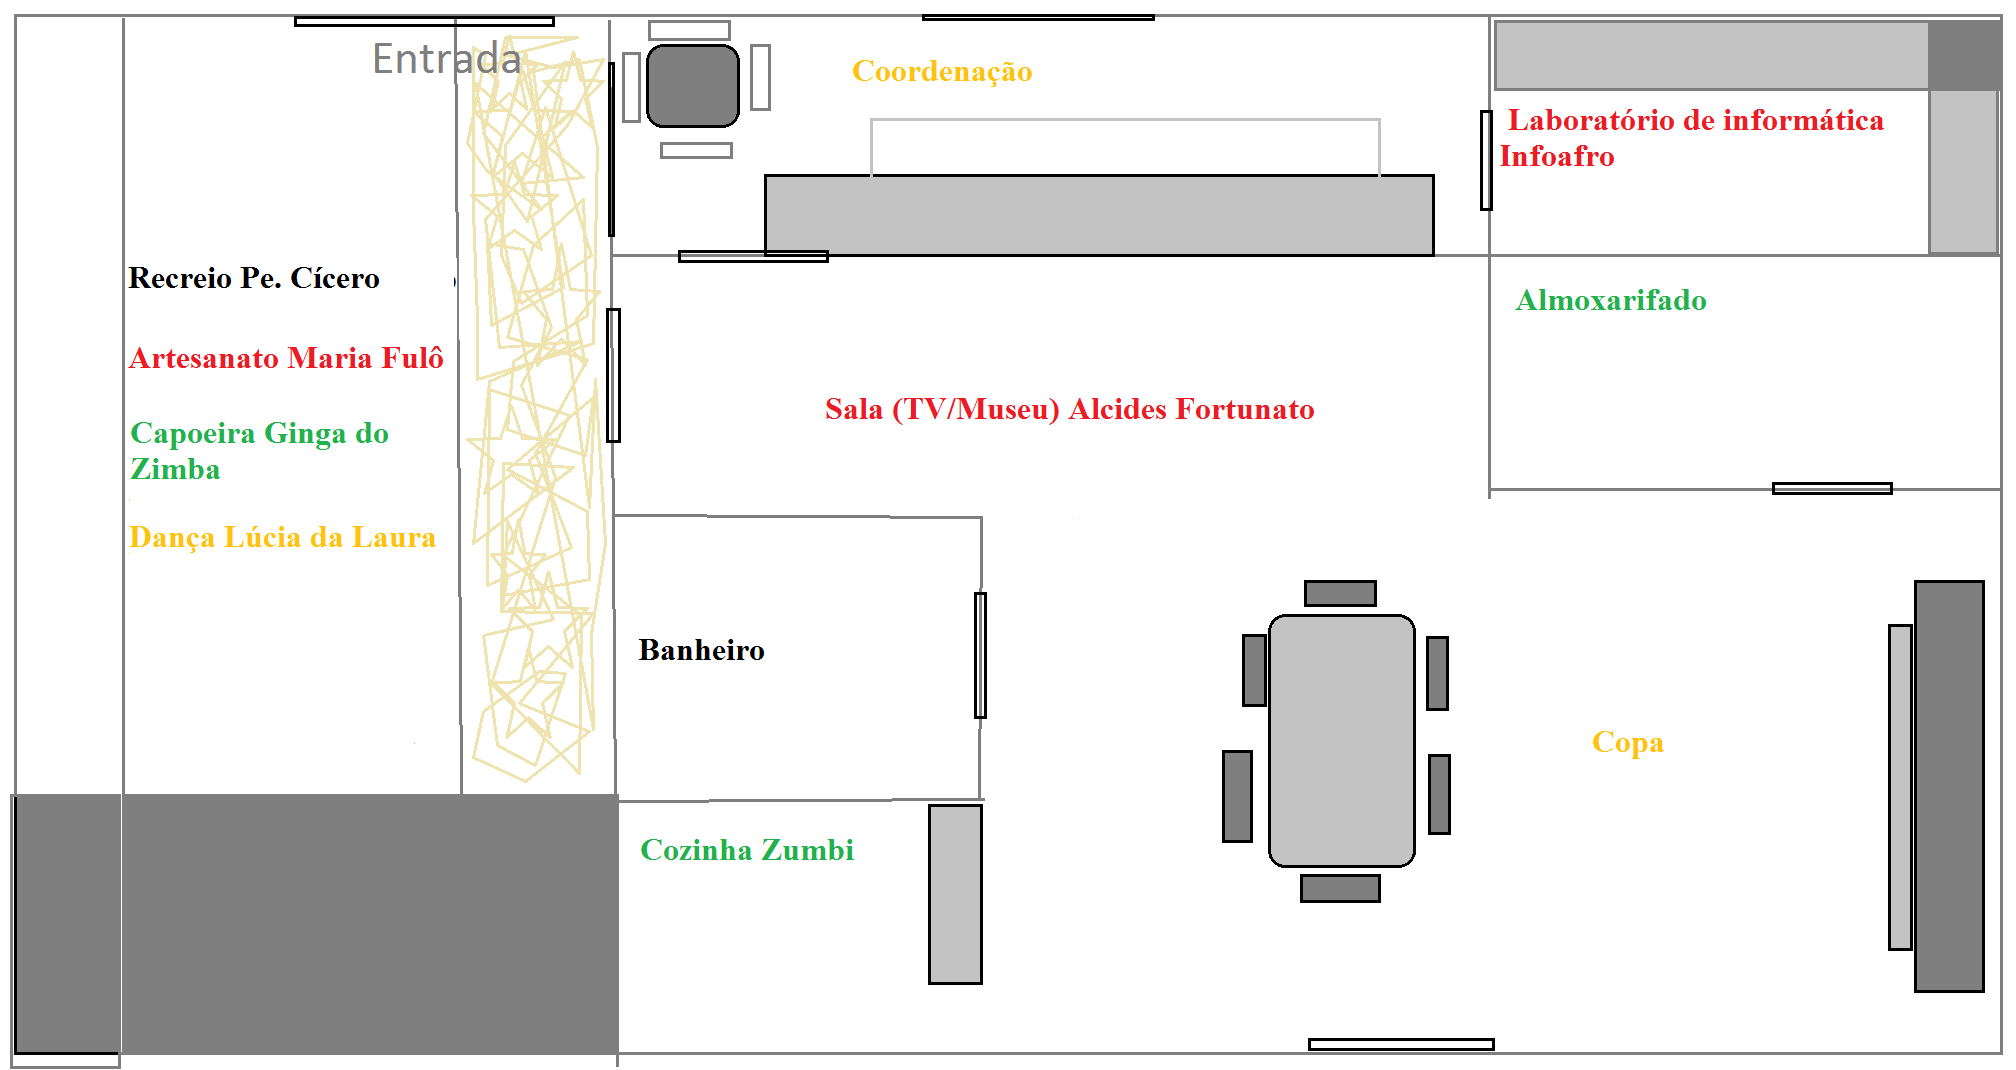 Entrada
Coordenação
Laboratório de informática
Infoafro
Recreio Pe. Cícero
Almoxarifado
Artesanato Maria Fulô
Sala (TV/Museu) Alcides Fortunato
Capoeira Ginga do
Zimba
Dança Lúcia da Laura
Banheiro
Copa
Cozinha Zumbi